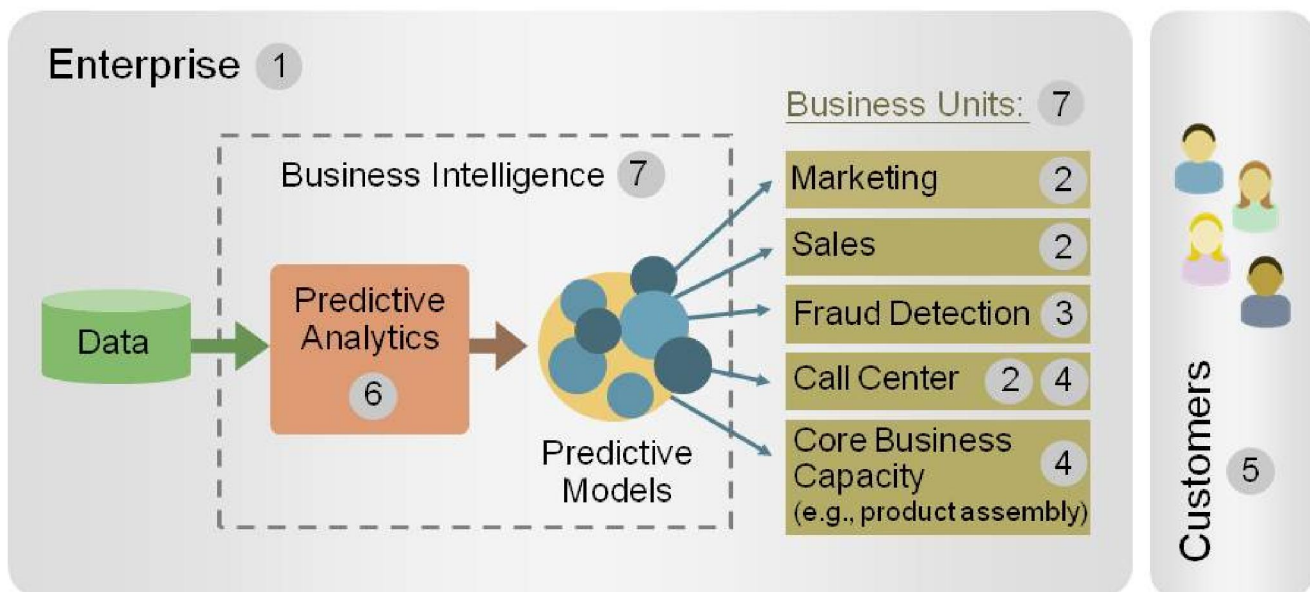 Enterprise 1
Business Units: 7
Business Intelligence 7
Marketing 2
Sales 2
Predictive
Analytics
6
Data
Fraud Detection 3
Call Center 2 4
Predictive
Models
Core Business
Capacity 4
(e.g., product assembly)
Customers 5